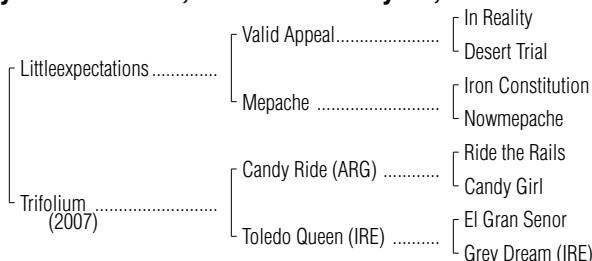 In Reality
Valid Appeal
Desert Trial
Littleexpectations
Iron Constitution
Mepache
Nowmepache
Ride the Rails
Candy Ride (ARG)
Candy Girl
Trifolium
(2007)
El Gran Senor
Toledo Queen (IRE)
Grey Dream (IRE)